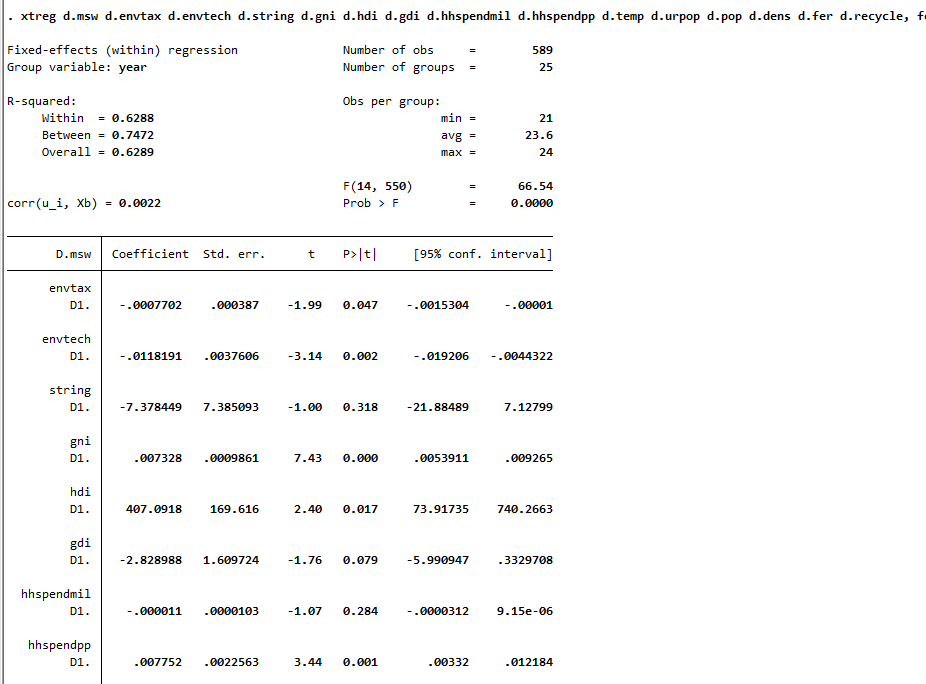 . xtreg d.msw d.envtax d.envtech d.string d.gni d.hdi d.gdi d.hhspendmil d.hhspendpp d.temp d.urpop d.pop d.dens d.fer d.recycle,
Fixed-effects (within) regression Number of obs = 589
Group variable: year Number of groups = 25
R-squared: Obs per group:
Within = 0.6288 min = 21
Between = 0.7472 avg = 23.6
Overall = 0.6289 max = 24
F(14, 550) = 66.54
corr(u_i, Xb) = 0.0022 Prob > F = 0.0000
D.msw Coefficient Std. err. t P>|t| [95% conf. interval]
envtax
D1. -.0007702 .000387 -1.99 0.047 -.0015304 -.00001
envtech
D1. -.0118191 .0037606 -3.14 0.002 -.019206 -.0044322
string
D1. -7.378449 7.385093 -1.00 0.318 -21.88489 7.12799
gni
D1. .007328 .0009861 7.43 0.000 .0053911 .009265
hdi
D1. 407.0918 169.616 2.40 0.017 73.91735 740.2663
gdi
D1. -2.828988 1.609724 -1.76 0.079 -5.990947 .3329708
hhspendmil
D1. -.000011 .0000103 -1.07 0.284 -.0000312 9.15e-06
hhspendpp
D1. .007752 .0022563 3.44 0.001 .00332 .012184